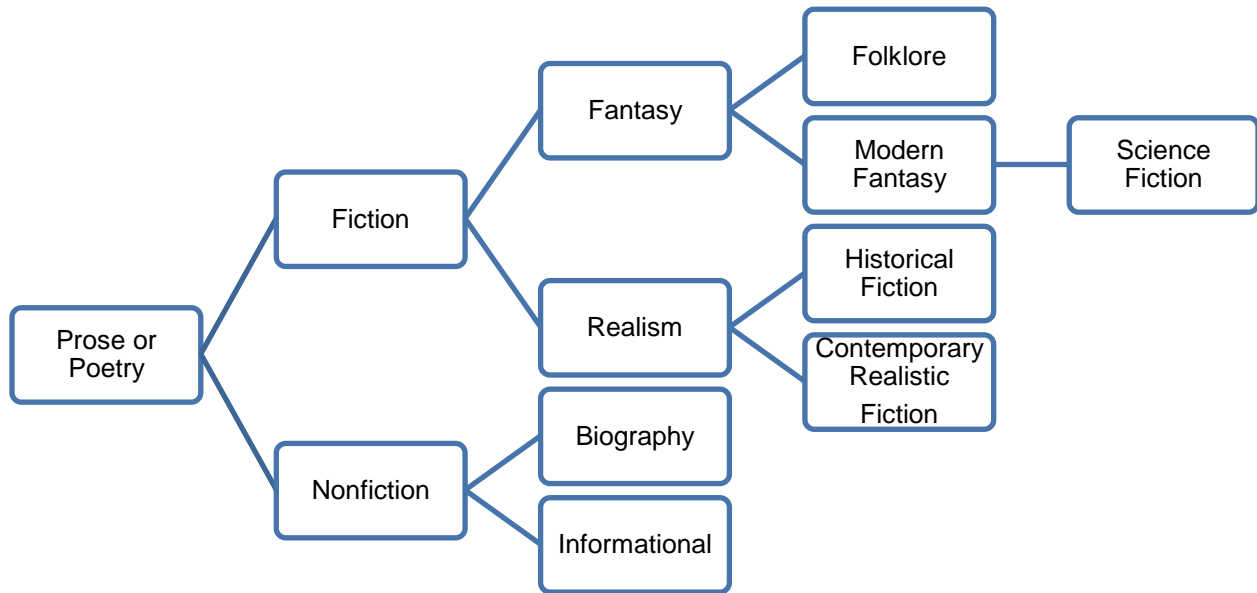 Prose or
Poetry
Fiction
Nonfiction
Fantasy
Realism
Biography
Informational
Folklore
Modern
Fantasy
Historical
Fiction
Contemporary
Realistic
Fiction
Science
Fiction